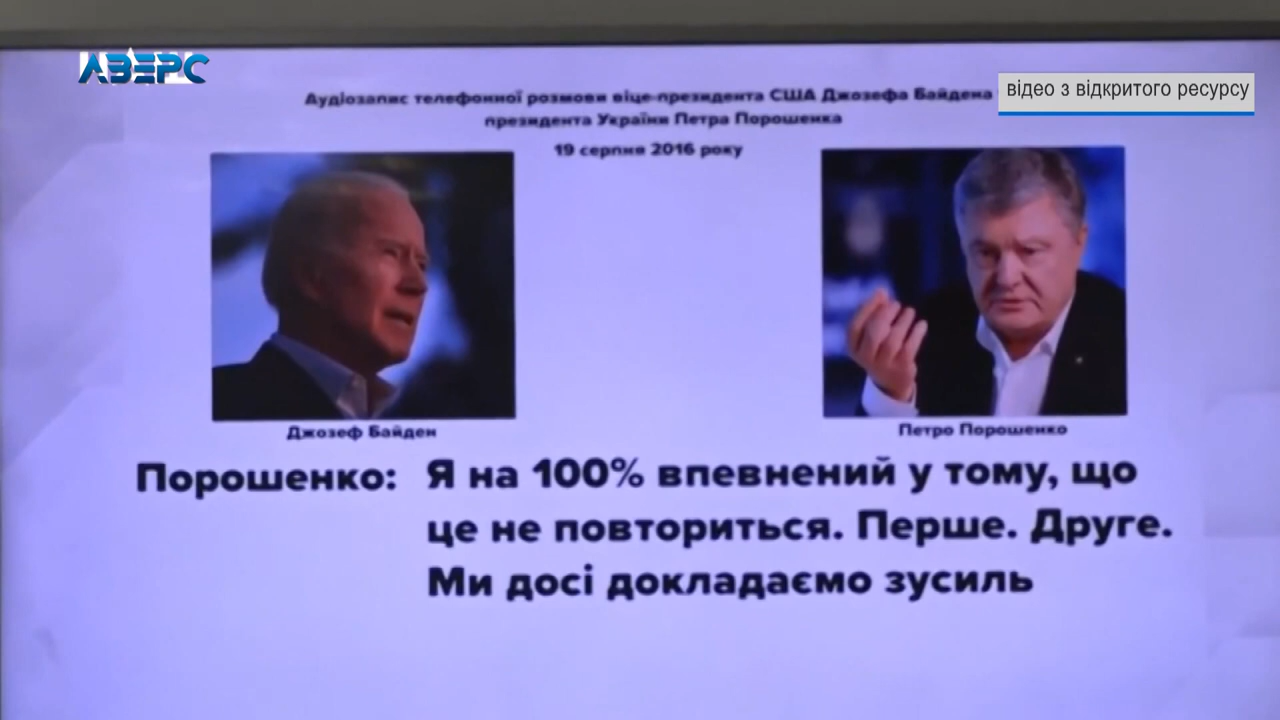 АВЕРС
відео з відкритого ресурсу
Аудіозапис телефонної розмови віце-президента США Джозефа Байдена
президента України Петра Порошенка
19 серпня 2016 року
Джозеф Байден
Петро Порошенко
Порошенко: Я на 100% впевнений у тому, що
це не повториться. Перше. Друге.
Ми досі докладаємо зусиль